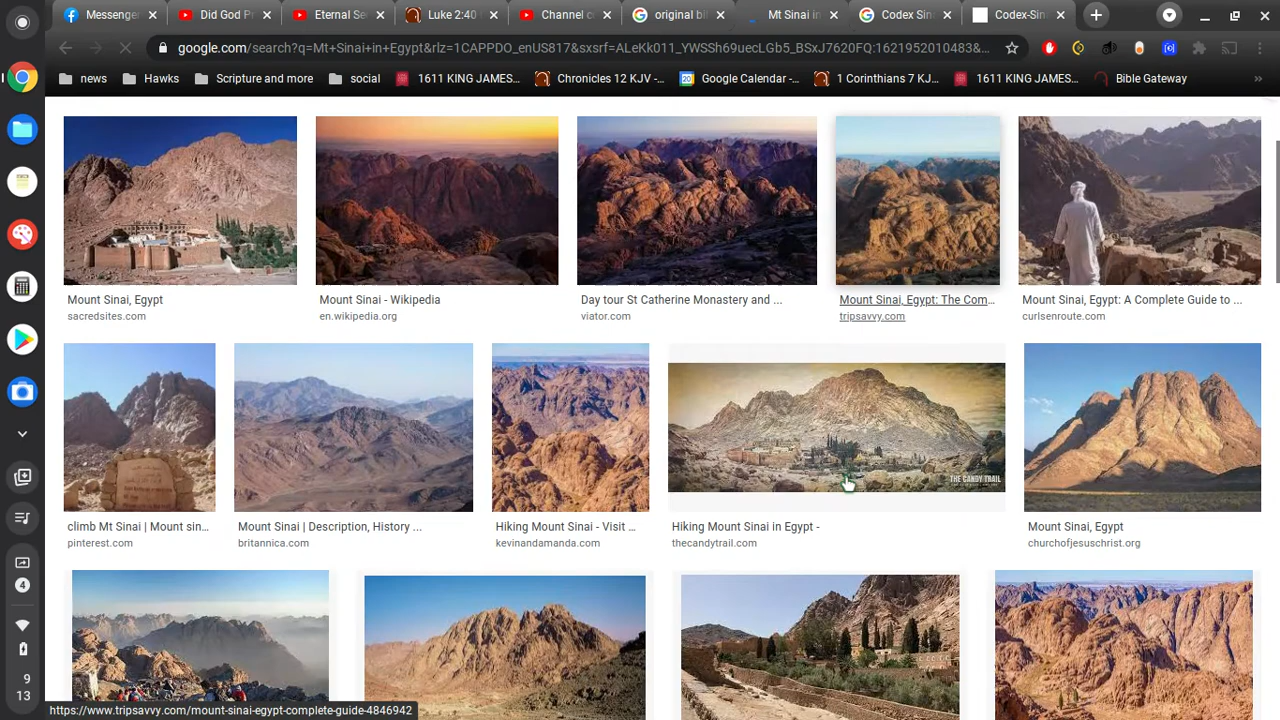 Messenge
Did God P
Eternal Se
Luke 2:40
Channel c
original bi
Mt Sinai in
Codex Sin
Codex-Sin
google.com/search?q=Mt+Sinai+in+Egypt&rlz=1CAPPDO_enUS817&sxsrf=ALeKk011_YWSSh69uecLGb5_BSxJ7620FQ:1621952010483&...
news
Hawks
Scripture and more
social
1611 KING JAMES...
Chronicles 12 KJV -...
Google Calendar -...
1 Corinthians 7 KJ...
1611 KING JAMES...
Bible Gateway
»
Mount Sinai, Egypt
sacredsites.com
Mount Sinai - Wikipedia
en.wikipedia.org
Day tour St Catherine Monastery and ...
viator.com
Mount Sinai, Egypt: The Com...
tripsavvy.com
Mount Sinai, Egypt: A Complete Guide to ...
curlsenroute.com
THE CANDY TRAIL
climb Mt Sinai | Mount sin...
pinterest.com
Mount Sinai | Description, History ...
britannica.com
Hiking Mount Sinai - Visit ...
kevinandamanda.com
Hiking Mount Sinai in Egypt -
thecandytrail.com
Mount Sinai, Egypt
churchofjesuschrist.org
4
9
13
https://www.tripsavvy.com/mount-sinai-egypt-complete-guide-4846942